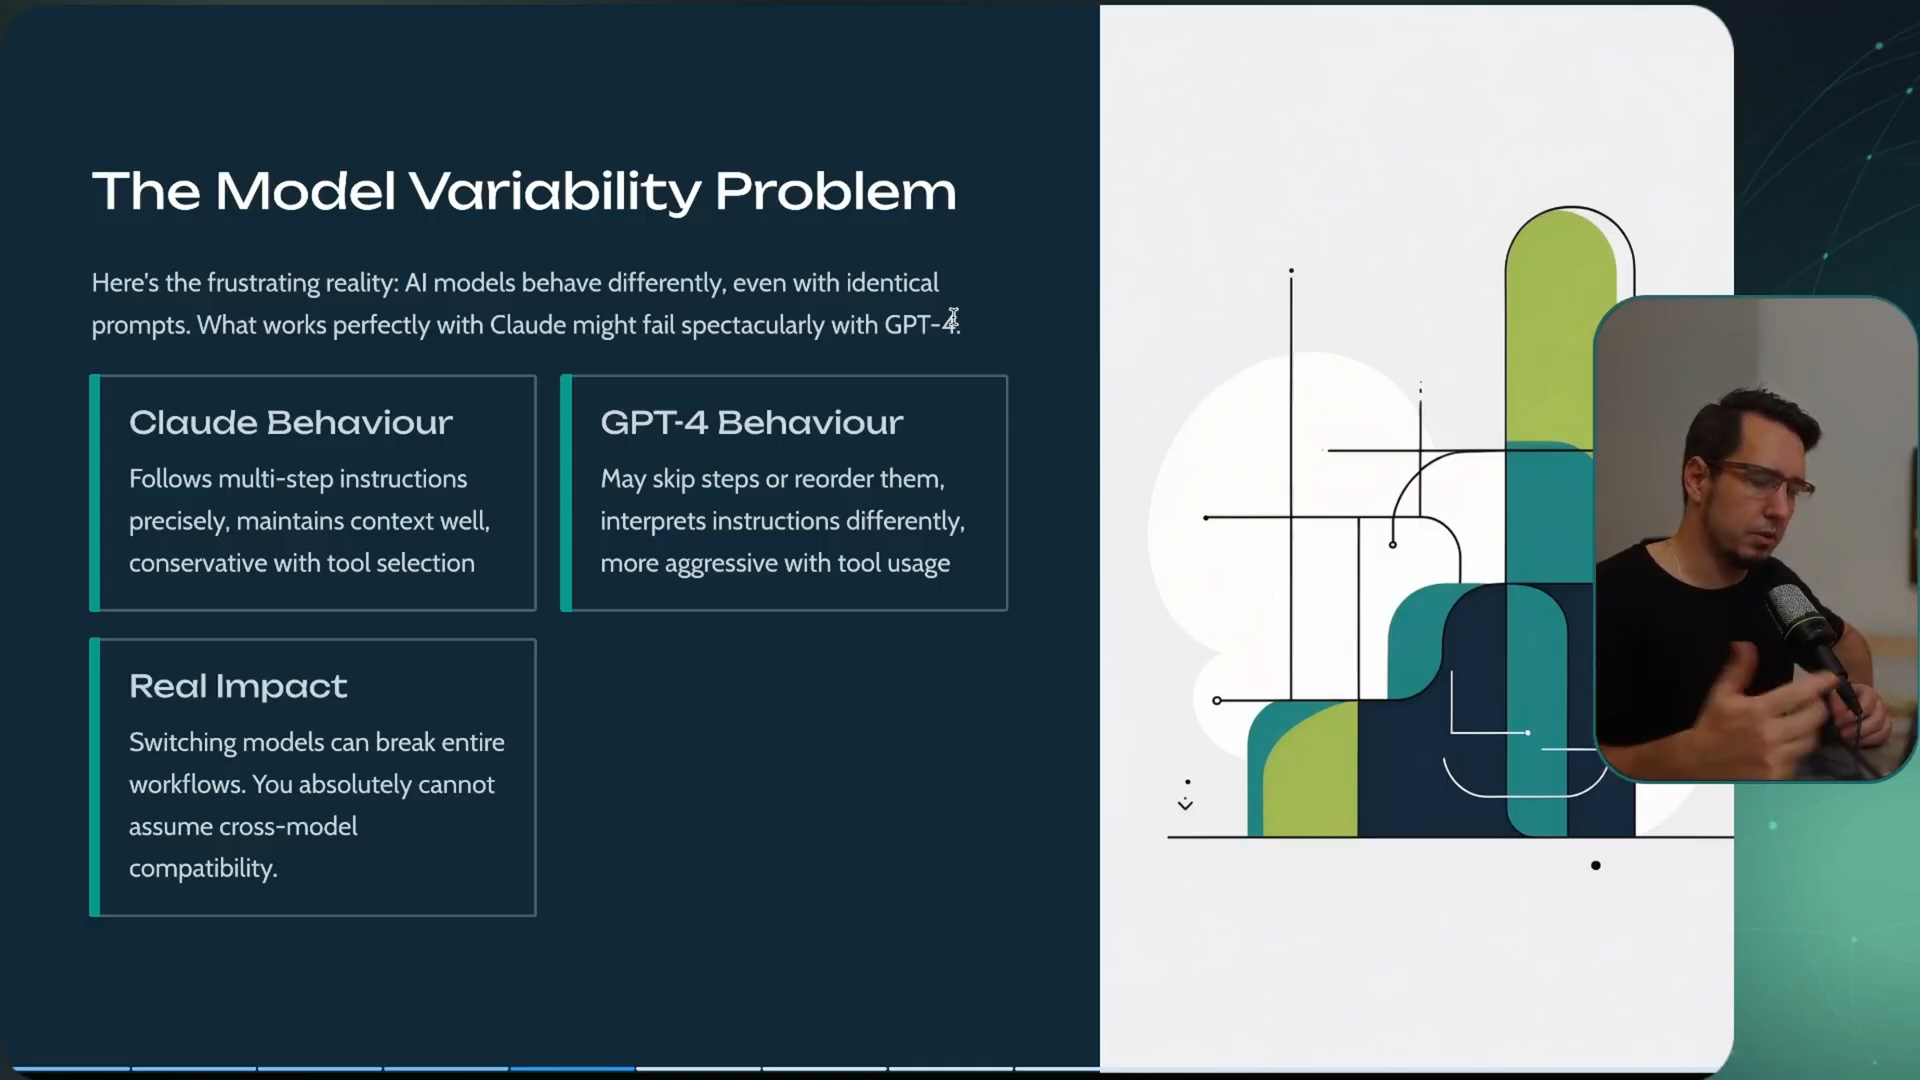 The Model Variability Problem
Here's the frustrating reality: AI models behave differently, even with identical
prompts. What works perfectly with Claude might fail spectacularly with GPT-4.
Claude Behaviour
Follows multi-step instructions
precisely, maintains context well,
conservative with tool selection
GPT-4 Behaviour
May skip steps or reorder them,
interprets instructions differently,
more aggressive with tool usage
Real Impact
Switching models can break entire
workflows. You absolutely cannot
assume cross-model
compatibility.